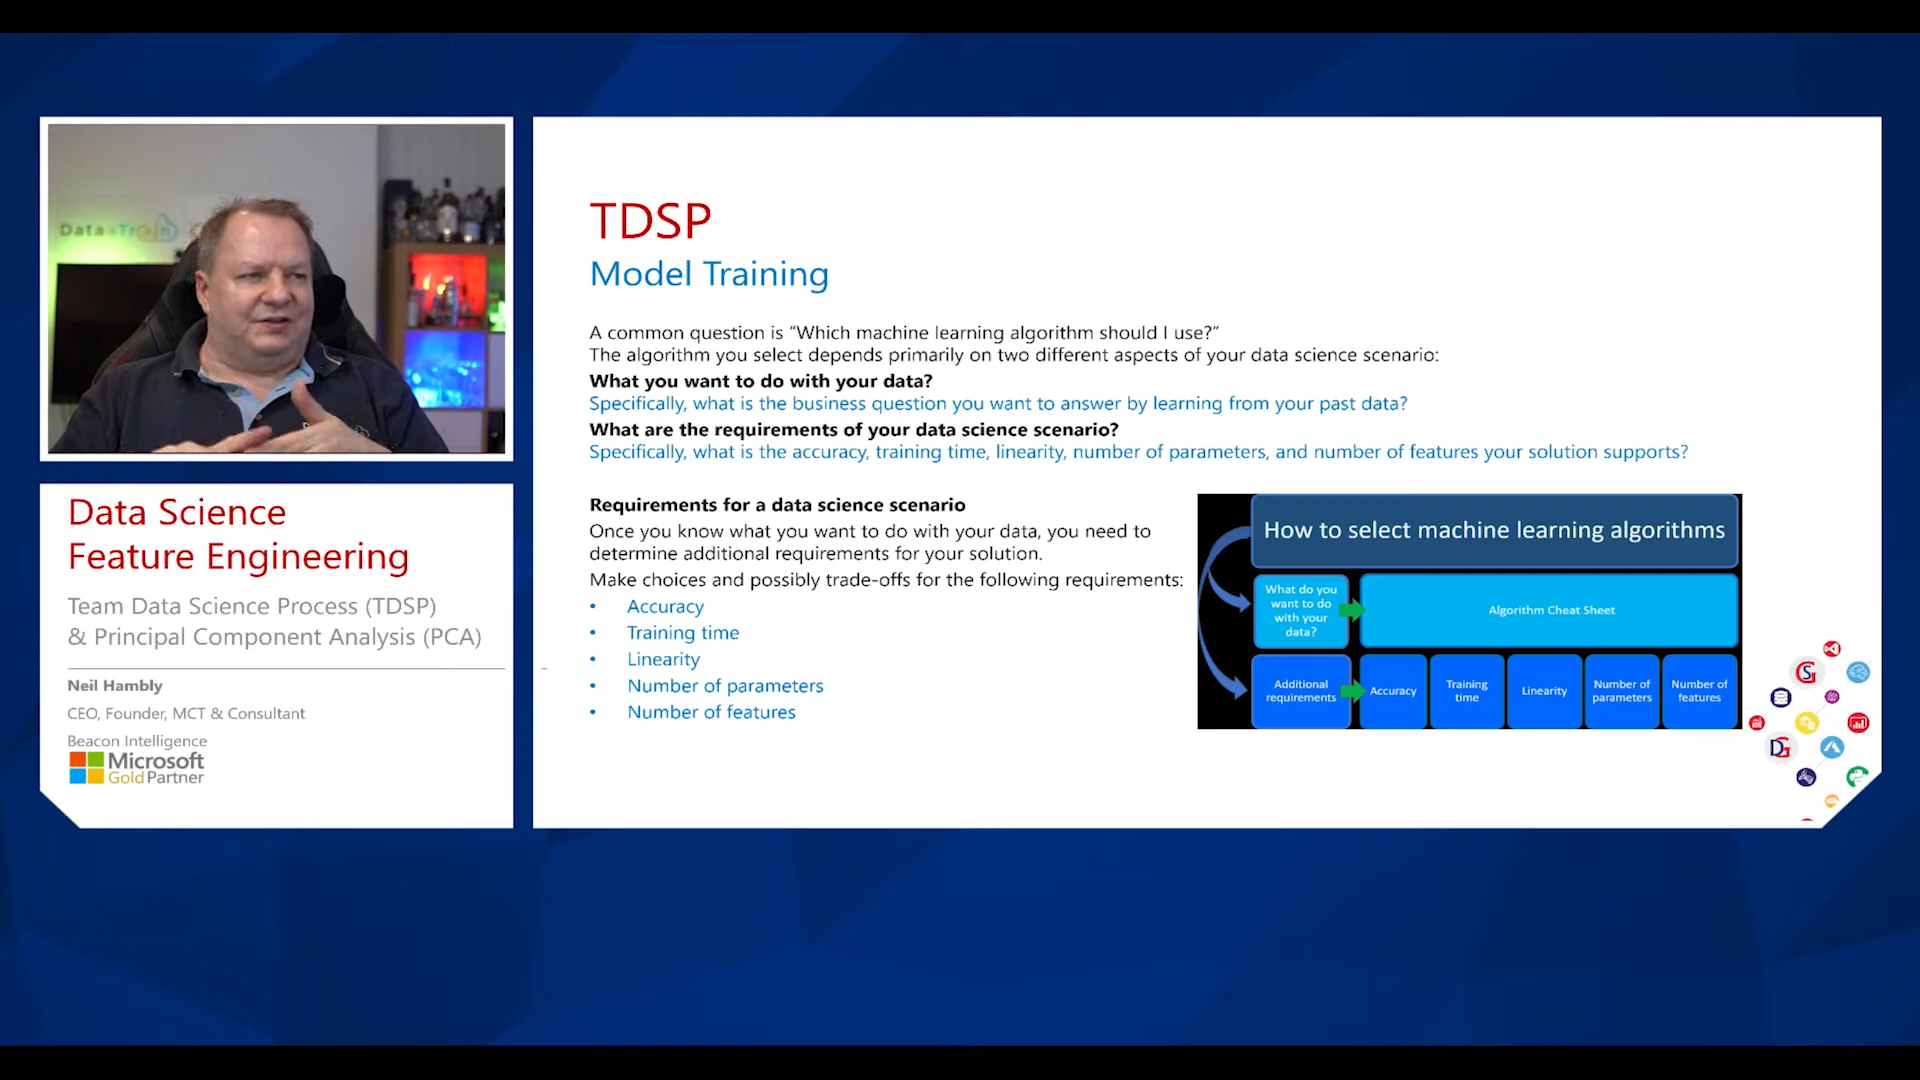 Data-Train
Data Science
Feature Engineering
Team Data Science Process (TDSP)
& Principal Component Analysis (PCA)
Neil Hambly
CEO, Founder, MCT & Consultant
Beacon Intelligence
Microsoft
Gold Partner
TDSP
Model Training
A common question is “Which machine learning algorithm should I use?”
The algorithm you select depends primarily on two different aspects of your data science scenario:
What you want to do with your data?
Specifically, what is the business question you want to answer by learning from your past data?
What are the requirements of your data science scenario?
Specifically, what is the accuracy, training time, linearity, number of parameters, and number of features your solution supports?
Requirements for a data science scenario
Once you know what you want to do with your data, you need to
determine additional requirements for your solution.
Make choices and possibly trade-offs for the following requirements:
• Accuracy
• Training time
• Linearity
• Number of parameters
• Number of features
How to select machine learning algorithms
What do you
want to do
with your
data?
Algorithm Cheat Sheet
Additional
requirements
Accuracy
Training
time
Linearity
Number of
parameters
Number of
features